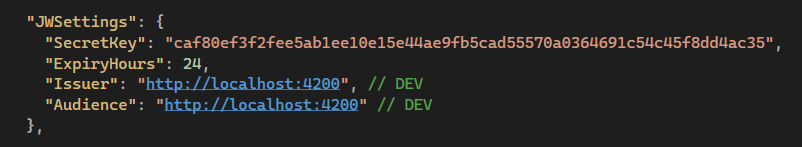 "JWSettings": {
"SecretKey": "caf80ef3f2fee5ab1ee10e15e44ae9fb5cad55570a0364691c54c45f8dd4ac35",
"ExpiryHours": 24,
"Issuer": "http://localhost:4200", // DEV
"Audience": "http://localhost:4200" // DEV
},